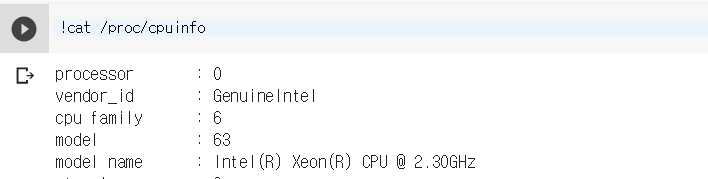 !cat /proc/cpuinfo
processor : 0
vendor_id : GenuineIntel
cpu family : 6
model : 63
model name : Intel(R) Xeon(R) CPU @ 2.30GHz